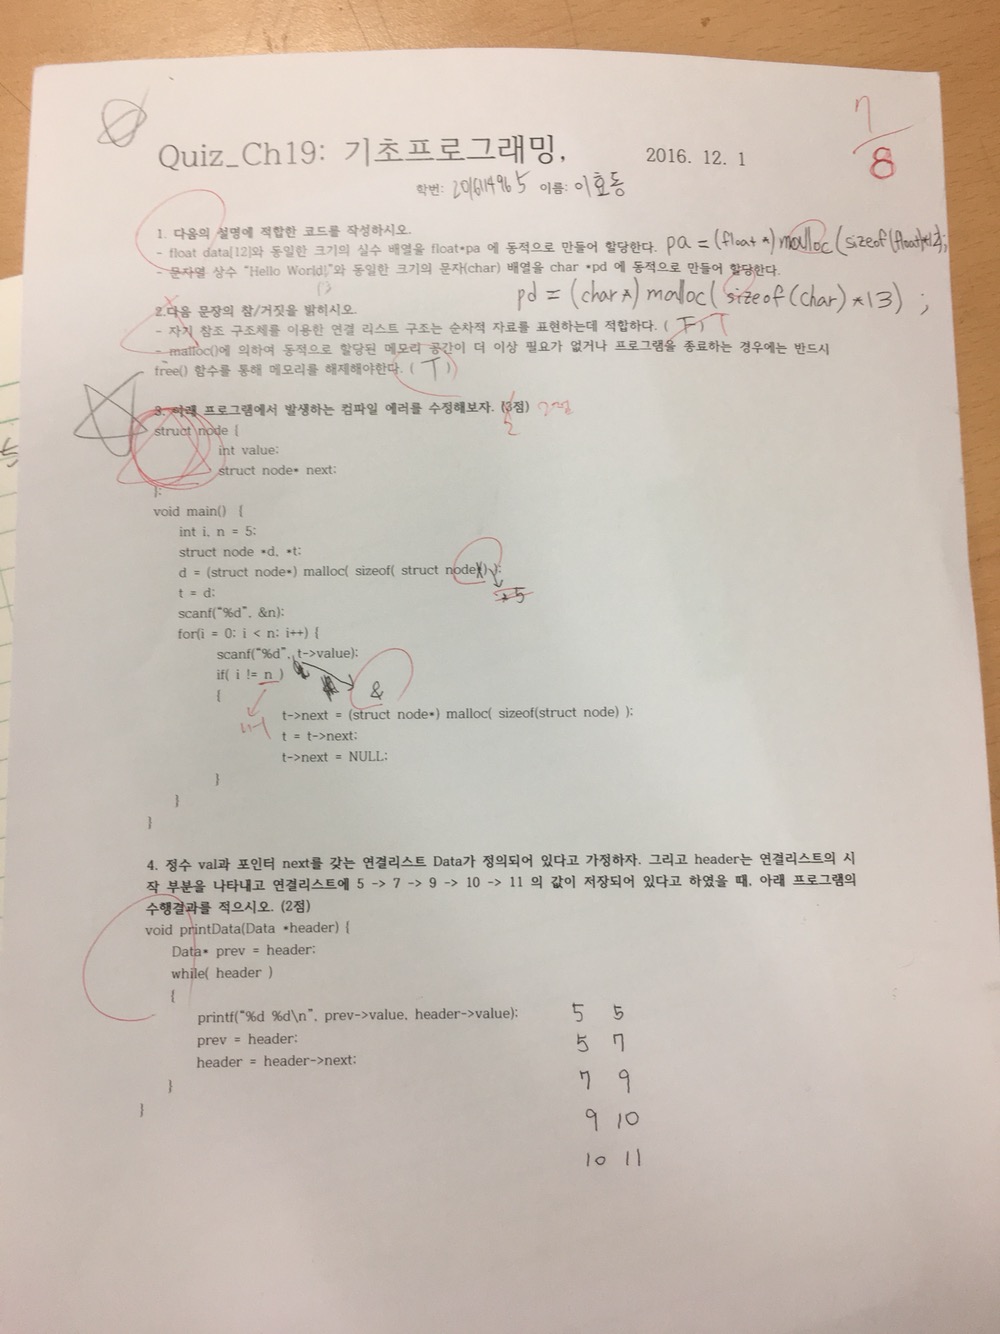 7
8
Quiz_Ch19: 기초프로그래밍,
2016. 12. 1
학번: 2016114965 이름: 이호동
1. 다음의 설명에 적합한 코드를 작성하시오.
- float data[12]와 동일한 크기의 실수 배열을 float*pa 에 동적으로 만들어 할당한다. pa = (float *) malloc (sizeof(float)*12);
- 문자열 상수 "Hello World!"와 동일한 크기의 문자(char) 배열을 char *pd 에 동적으로 만들어 할당한다.
13
pd = (char *) malloc( sizeof(char) *13) ;
2.다음 문장의 참/거짓을 밝히시오.
- 자기 참조 구조체를 이용한 연결 리스트 구조는 순차적 자료를 표현하는데 적합하다. ( F ) T
- malloc()에 의하여 동적으로 할당된 메모리 공간이 더 이상 필요가 없거나 프로그램을 종료하는 경우에는 반드시
free() 함수를 통해 메모리를 해제해야한다. ( T )
3. 아래 프로그램에서 발생하는 컴파일 에러를 수정해보자. (3점)
struct node {
int value;
struct node* next;
};
void main() {
int i, n = 5;
struct node *d, *t;
d = (struct node*) malloc( sizeof( struct node) );
*5
t = d;
scanf("%d", &n);
for(i = 0; i < n; i++) {
scanf("%d", t->value);
if( i != n )
&
{
n-1
t->next = (struct node*) malloc( sizeof(struct node) );
t = t->next;
t->next = NULL;
}
}
}
4. 정수 val과 포인터 next를 갖는 연결리스트 Data가 정의되어 있다고 가정하자. 그리고 header는 연결리스트의 시
작 부분을 나타내고 연결리스트에 5 -> 7 -> 9 -> 10 -> 11 의 값이 저장되어 있다고 하였을 때, 아래 프로그램의
수행결과를 적으시오. (2점)
void printData(Data *header) {
Data* prev = header;
while( header )
{
printf("%d %d\n", prev->value, header->value);
prev = header;
header = header->next;
}
}
5 5
5 7
7 9
9 10
10 11